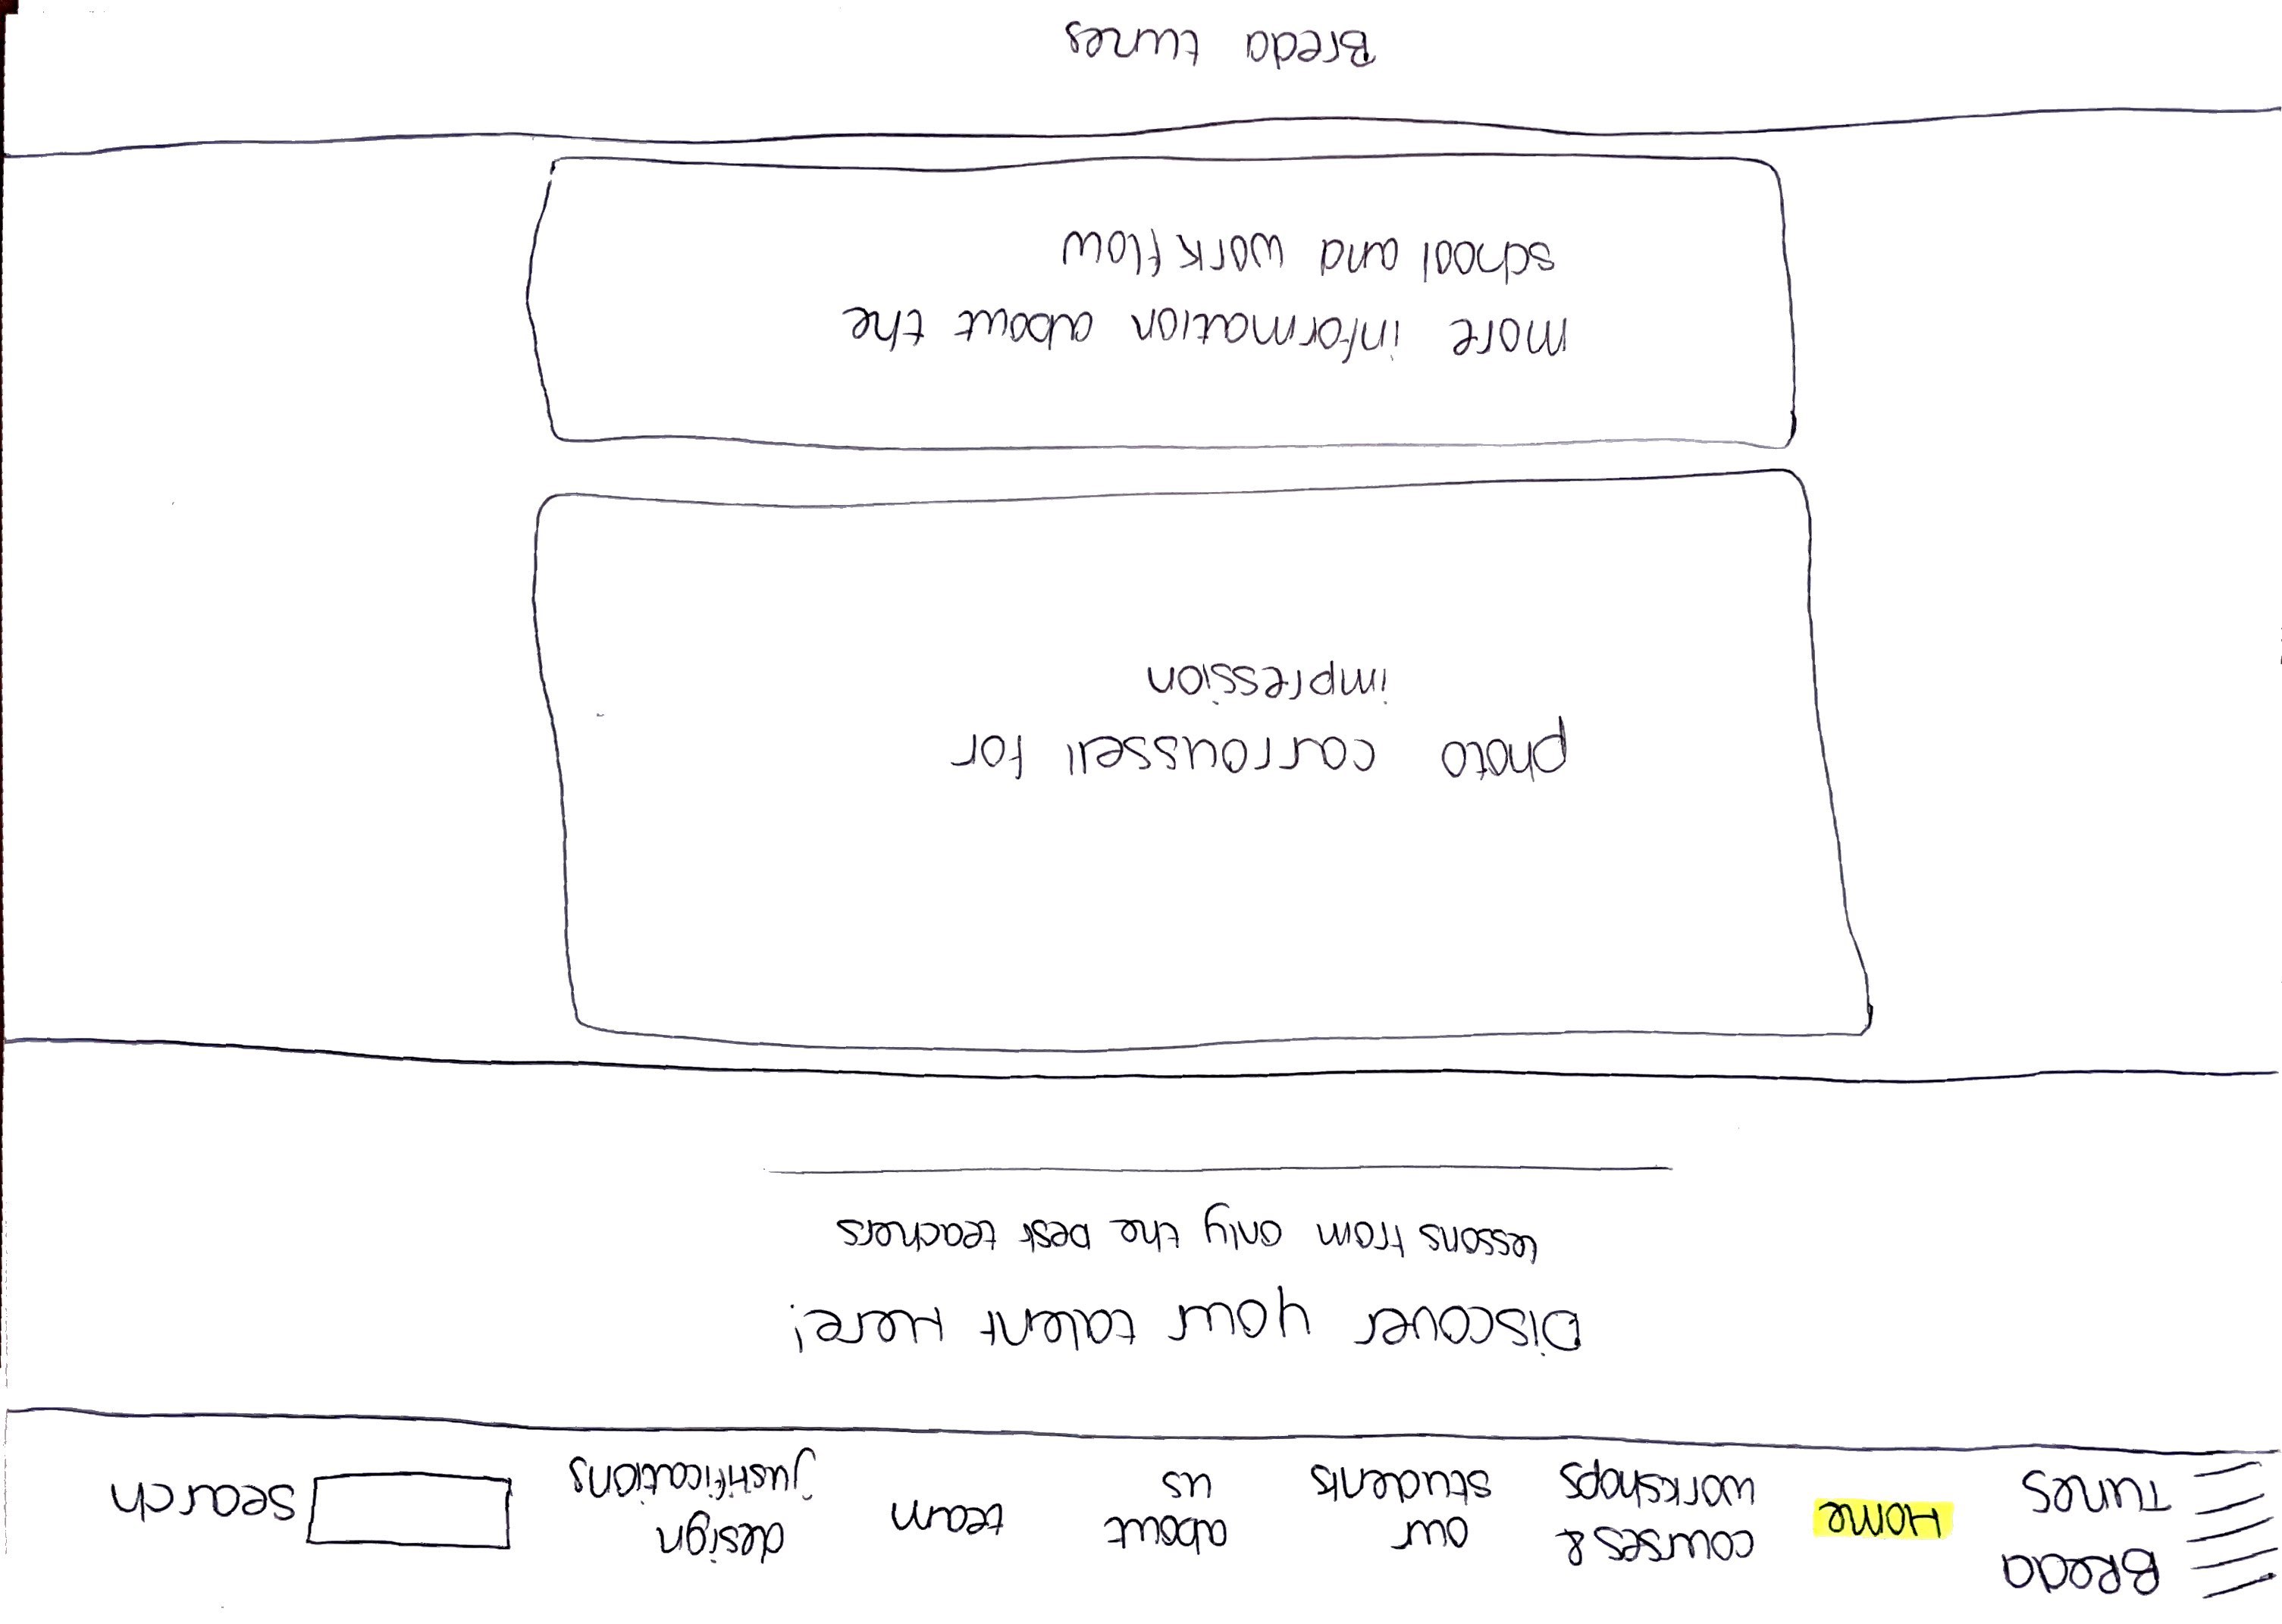 BReda
Tunes
Home
courses &
workshops
our
students
about
us
team
design
justifications
search
Discover your talent Here!
lessons from only the best teachers
photo carroussell for
impression
more information about the
school and workflow
Breda tunes